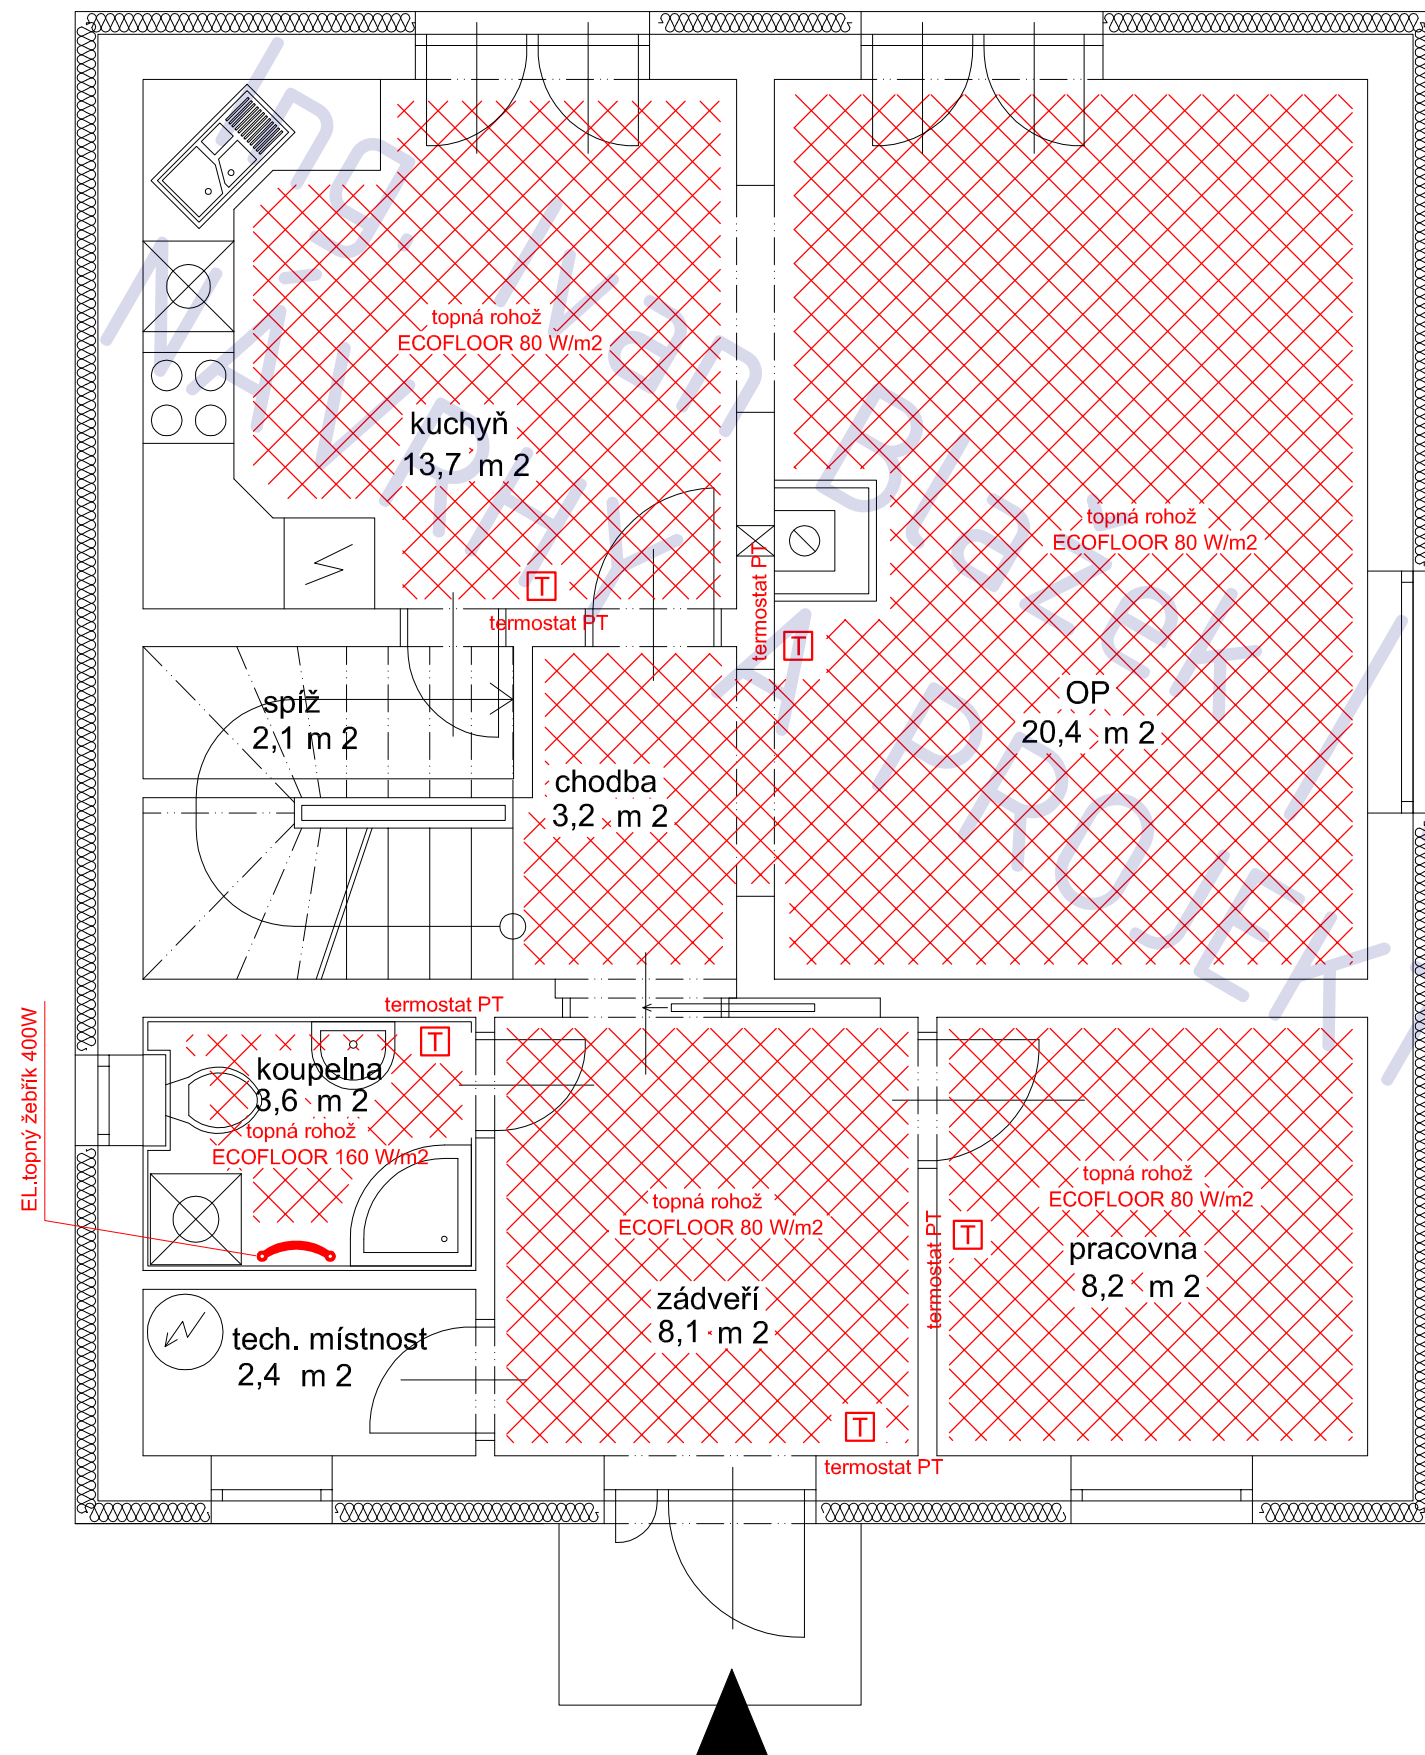 Ing. Ivan Blažek /
NÁVRHY A PROJEKT
topná rohož
ECOFLOOR 80 W/m2
kuchyň
13,7 m 2
T
termostat PT
topná rohož
ECOFLOOR 80 W/m2
termostat PT
T
OP
20,4 m 2
spíž
2,1 m 2
chodba
3,2 m 2
termostat PT
T
EL.topný žebřík 400W
koupelna
3,6 m 2
topná rohož
ECOFLOOR 160 W/m2
topná rohož
ECOFLOOR 80 W/m2
zádveří
8,1 m 2
T
termostat PT
topná rohož
ECOFLOOR 80 W/m2
termostat PT
T
pracovna
8,2 m 2
tech. místnost
2,4 m 2